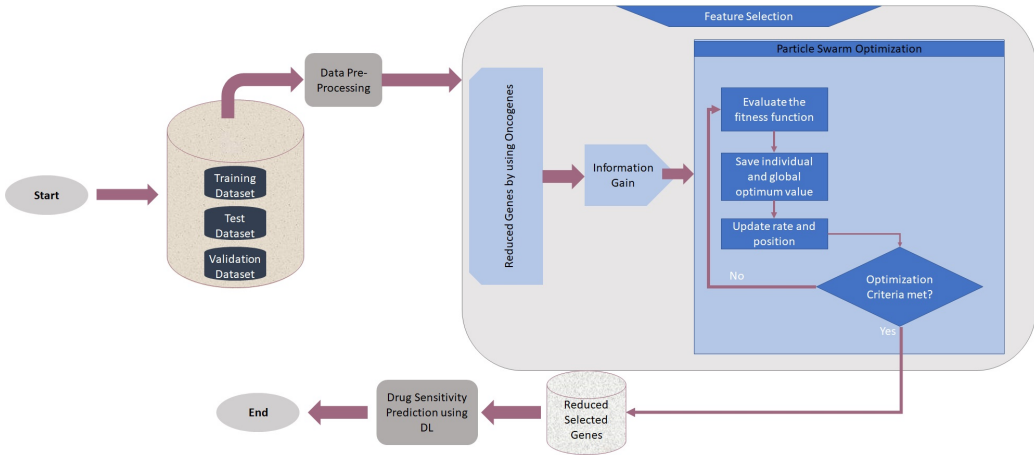 Start
Training
Dataset
Test
Dataset
Validation
Dataset
Data Pre-
Processing
Feature Selection
Reduced Genes by using Oncogenes
Information
Gain
Particle Swarm Optimization
Evaluate the
fitness function
Save individual
and global
optimum value
Update rate and
position
Optimization
Criteria met?
No
Yes
Reduced
Selected
Genes
Drug Sensitivity
Prediction using
DL
End